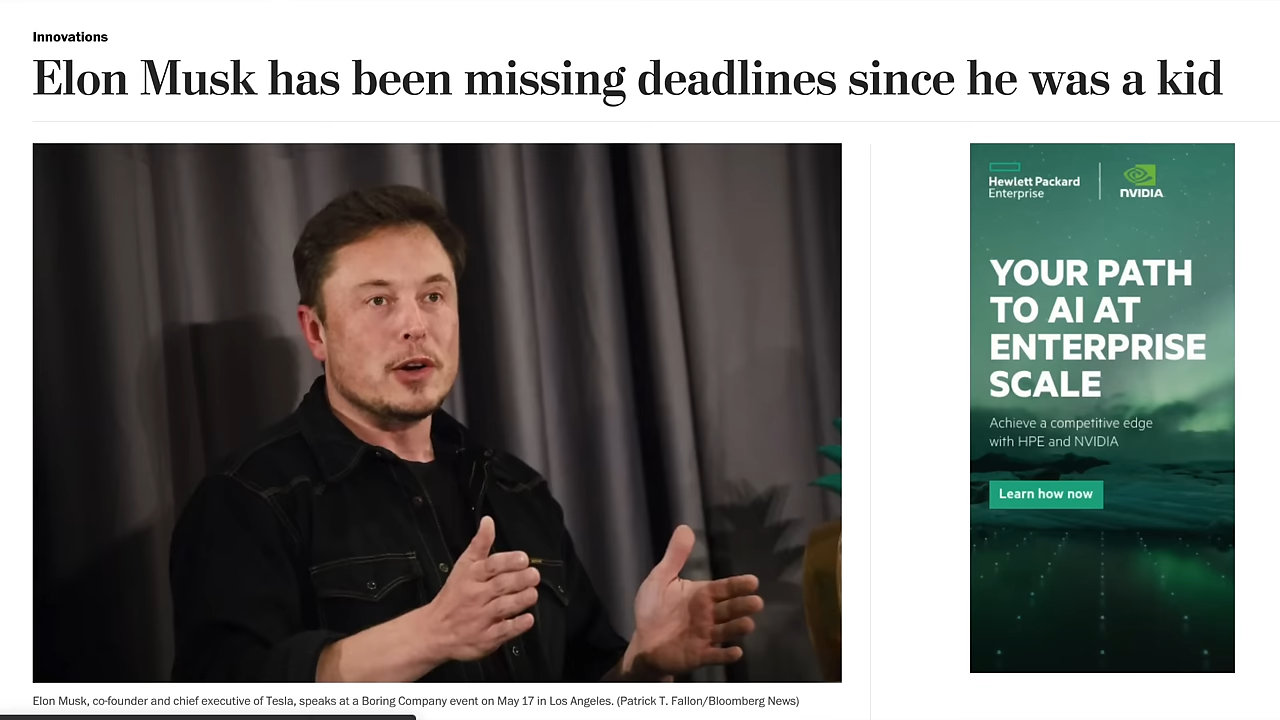 Innovations
Elon Musk has been missing deadlines since he was a kid
Hewlett Packard
Enterprise
NVIDIA
YOUR PATH
TO AI AT
ENTERPRISE
SCALE
Achieve a competitive edge
with HPE and NVIDIA
Learn how now
Elon Musk, co-founder and chief executive of Tesla, speaks at a Boring Company event on May 17 in Los Angeles. (Patrick T. Fallon/Bloomberg News)